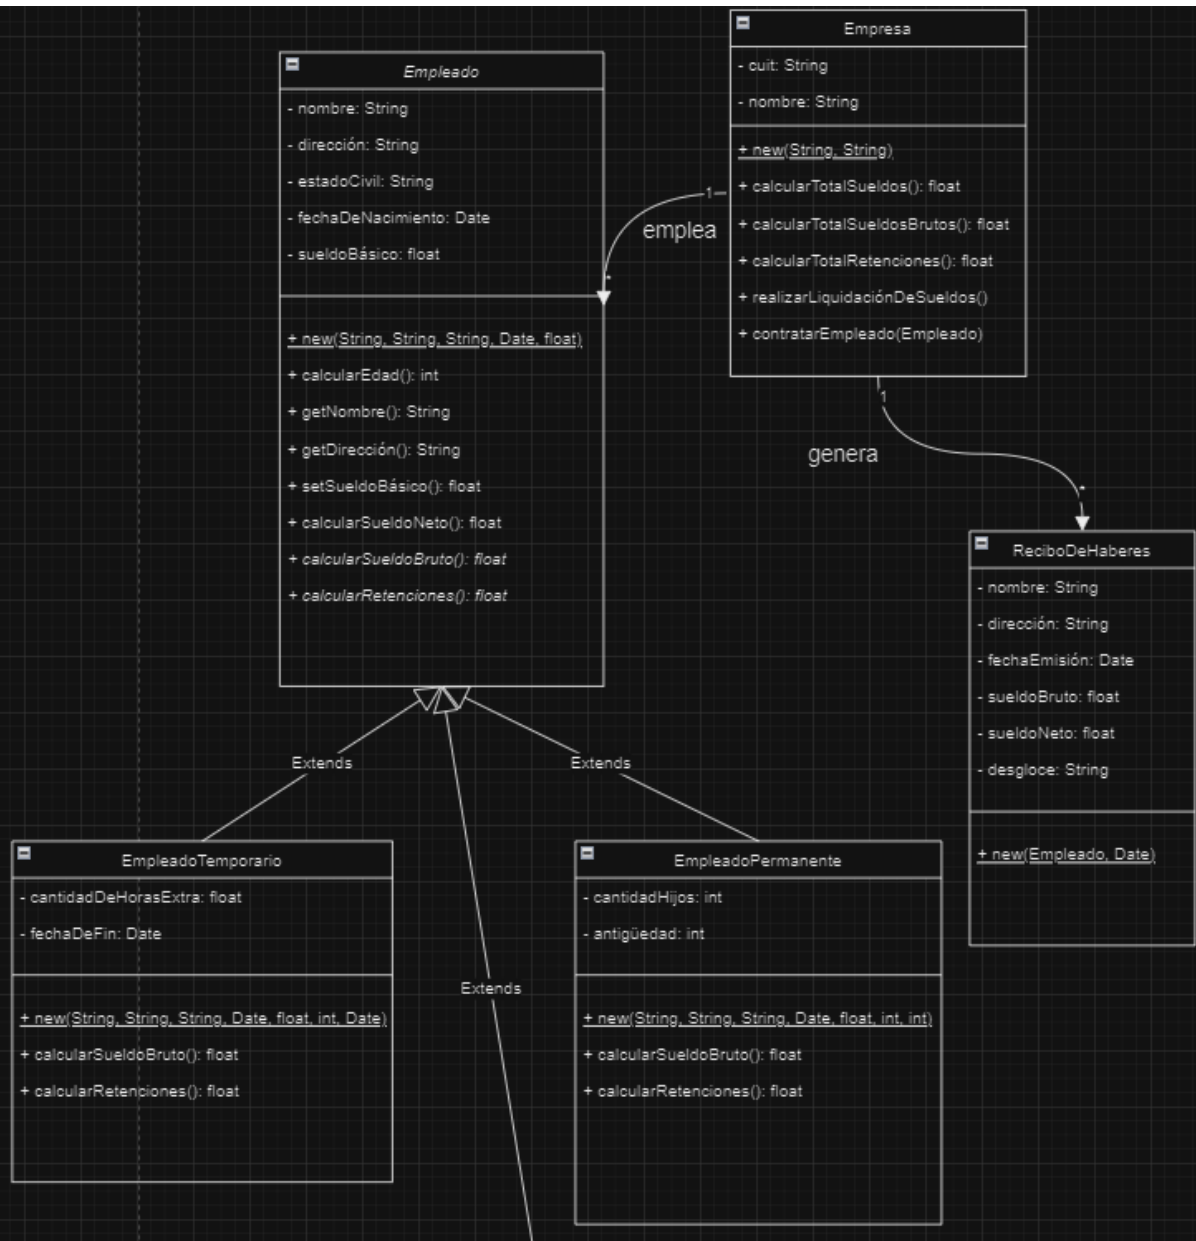 Empleado
- nombre: String
- dirección: String
- estadoCivil: String
- fechaDeNacimiento: Date
- sueldoBásico: float
+ new(String, String, String, Date, float)
+ calcularEdad(): int
+ getNombre(): String
+ getDirección(): String
+ setSueldoBásico(): float
+ calcularSueldoNeto(): float
+ calcularSueldoBruto(): float
+ calcularRetenciones(): float
Empresa
- cuit: String
- nombre: String
+ new(String, String)
+ calcularTotalSueldos(): float
+ calcularTotalSueldosBrutos(): float
+ calcularTotalRetenciones(): float
+ realizarLiquidaciónDeSueldos()
+ contratarEmpleado(Empleado)
1
emplea
*
1
genera
*
ReciboDeHaberes
- nombre: String
- dirección: String
- fechaEmisión: Date
- sueldoBruto: float
- sueldoNeto: float
- desgloce: String
+ new(Empleado, Date)
Extends
Extends
Extends
EmpleadoTemporario
- cantidadDeHorasExtra: float
- fechaDeFin: Date
+ new(String, String, String, Date, float, int, Date)
+ calcularSueldoBruto(): float
+ calcularRetenciones(): float
EmpleadoPermanente
- cantidadHijos: int
- antigüedad: int
+ new(String, String, String, Date, float, int, int)
+ calcularSueldoBruto(): float
+ calcularRetenciones(): float